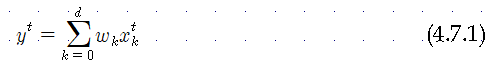 y^t = \sum_{k=0}^{d} w_k x_k^t (4.7.1)